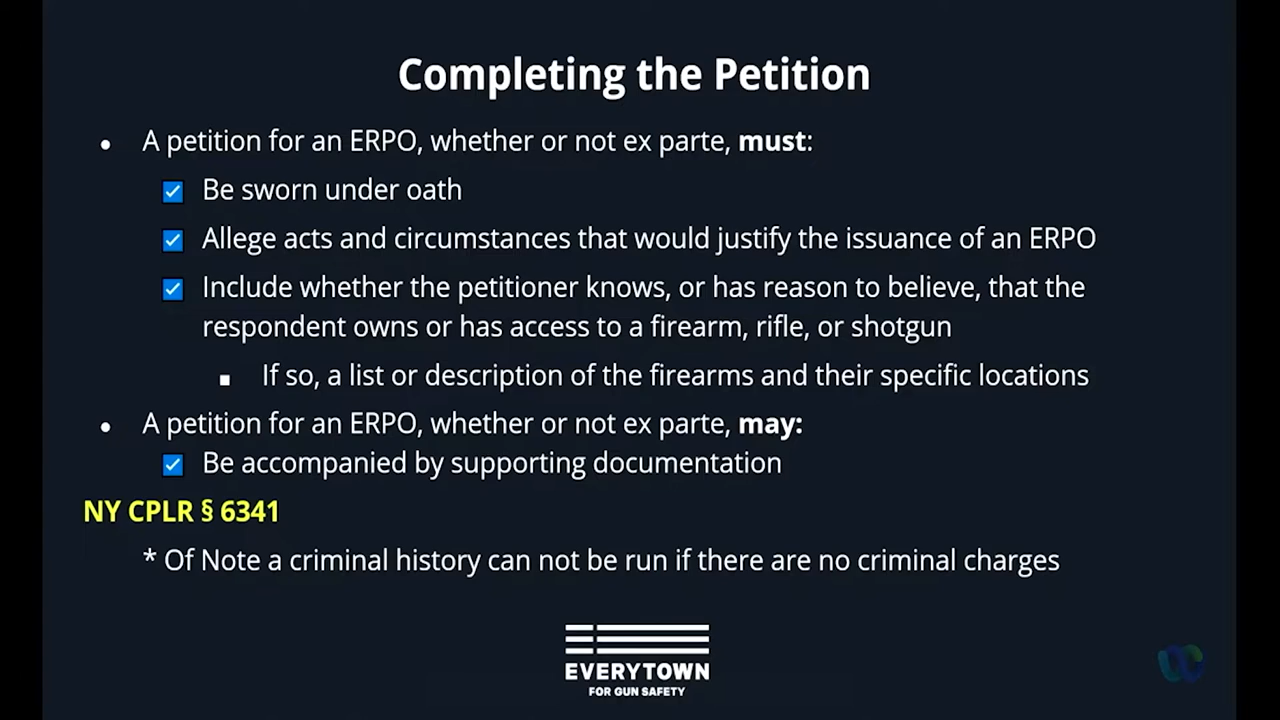 Completing the Petition
• A petition for an ERPO, whether or not ex parte, must:
Be sworn under oath
Allege acts and circumstances that would justify the issuance of an ERPO
Include whether the petitioner knows, or has reason to believe, that the
respondent owns or has access to a firearm, rifle, or shotgun
▪ If so, a list or description of the firearms and their specific locations
• A petition for an ERPO, whether or not ex parte, may:
Be accompanied by supporting documentation
NY CPLR § 6341
* Of Note a criminal history can not be run if there are no criminal charges
EVERYTOWN
FOR GUN SAFETY